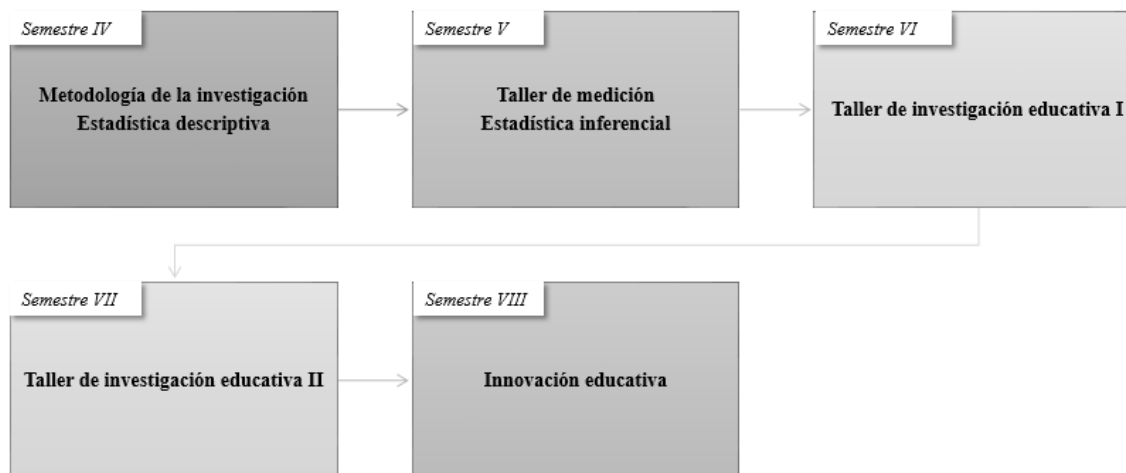 Semestre IV
Metodología de la investigación
Estadística descriptiva
Semestre V
Taller de medición
Estadística inferencial
Semestre VI
Taller de investigación educativa I
Semestre VII
Taller de investigación educativa II
Semestre VIII
Innovación educativa